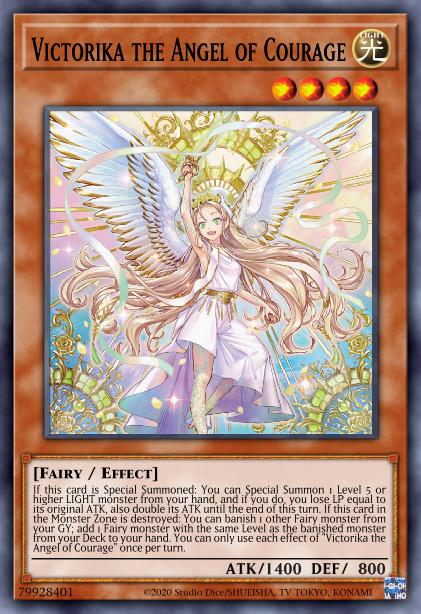 VICTORIKA THE ANGEL OF COURAGE
LIGHT
光
[FAIRY / EFFECT]
If this card is Special Summoned: You can Special Summon 1 Level 5 or
higher LIGHT monster from your hand, and if you do, you lose LP equal to
its original ATK, also double its ATK until the end of this turn. If this card in
the Monster Zone is destroyed: You can banish 1 other Fairy monster from
your GY; add 1 Fairy monster with the same Level as the banished monster
from your Deck to your hand. You can only use each effect of "Victorika
the Angel of Courage" once per turn.
ATK/1400 DEF/ 800
79928401
©2020 Studio Dice/SHUEISHA, TV TOKYO, KONAMI